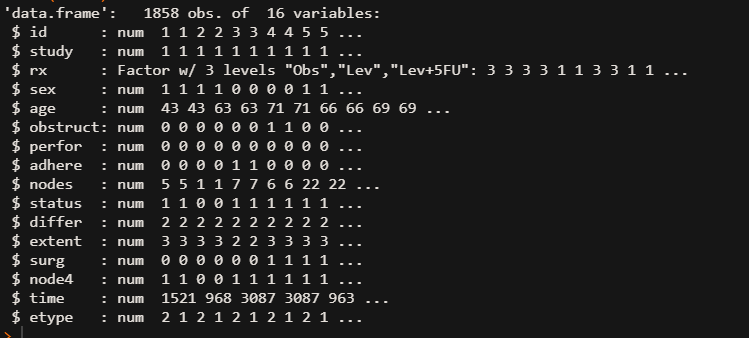 'data.frame':   1858 obs. of  16 variables:
 $ id      : num  1 1 2 2 3 3 4 4 5 5 ...
 $ study   : num  1 1 1 1 1 1 1 1 1 1 ...
 $ rx      : Factor w/ 3 levels "Obs","Lev","Lev+5FU": 3 3 3 3 1 1 3 3 1 1 ...
 $ sex     : num  1 1 1 1 0 0 0 0 1 1 ...
 $ age     : num  43 43 63 63 71 71 66 66 69 69 ...
 $ obstruct: num  0 0 0 0 0 0 1 1 0 0 ...
 $ perfor  : num  0 0 0 0 0 0 0 0 0 0 ...
 $ adhere  : num  0 0 0 0 1 1 0 0 0 0 ...
 $ nodes   : num  5 5 1 1 7 7 6 6 22 22 ...
 $ status  : num  1 1 0 0 1 1 1 1 1 1 ...
 $ differ  : num  2 2 2 2 2 2 2 2 2 2 ...
 $ extent  : num  3 3 3 3 2 2 3 3 3 3 ...
 $ surg    : num  0 0 0 0 0 0 1 1 1 1 ...
 $ node4   : num  1 1 0 0 1 1 1 1 1 1 ...
 $ time    : num  1521 968 3087 3087 963 ...
 $ etype   : num  2 1 2 1 2 1 2 1 2 1 ...
>